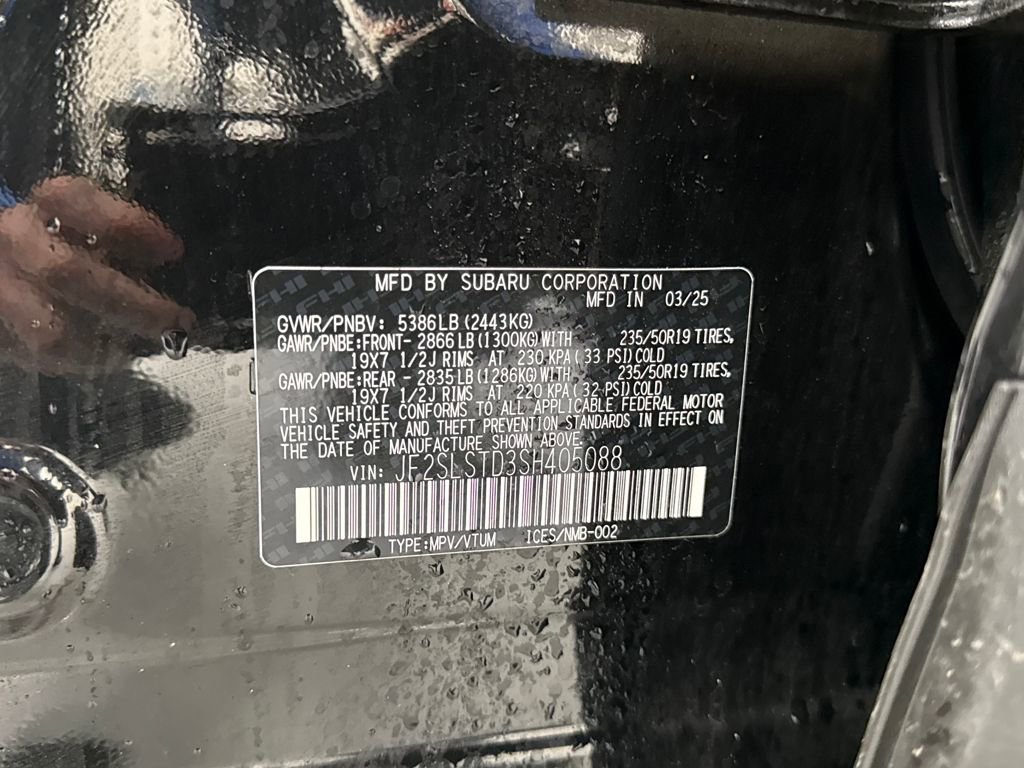 MFD BY SUBARU CORPORATION
MFD IN 03/25
GVWR/PNBV: 5386LB(2443KG)
GAWR/PNBE:FRONT- 2866LB(1300KG)WITH 235/50R19 TIRES,
19X7 1/2J RIMS AT 230 KPA(33 PSI)COLD
GAWR/PNBE:REAR - 2835LB(1286KG)WITH 235/50R19 TIRES,
19X7 1/2J RIMS AT 220 KPA(32 PSI)COLD
THIS VEHICLE CONFORMS TO ALL APPLICABLE FEDERAL MOTOR
VEHICLE SAFETY AND THEFT PREVENTION STANDARDS IN EFFECT ON
THE DATE OF MANUFACTURE SHOWN ABOVE.
VIN: JF2SLSTD3SH405088
TYPE:MPV/VTUM ICES/NMB-002